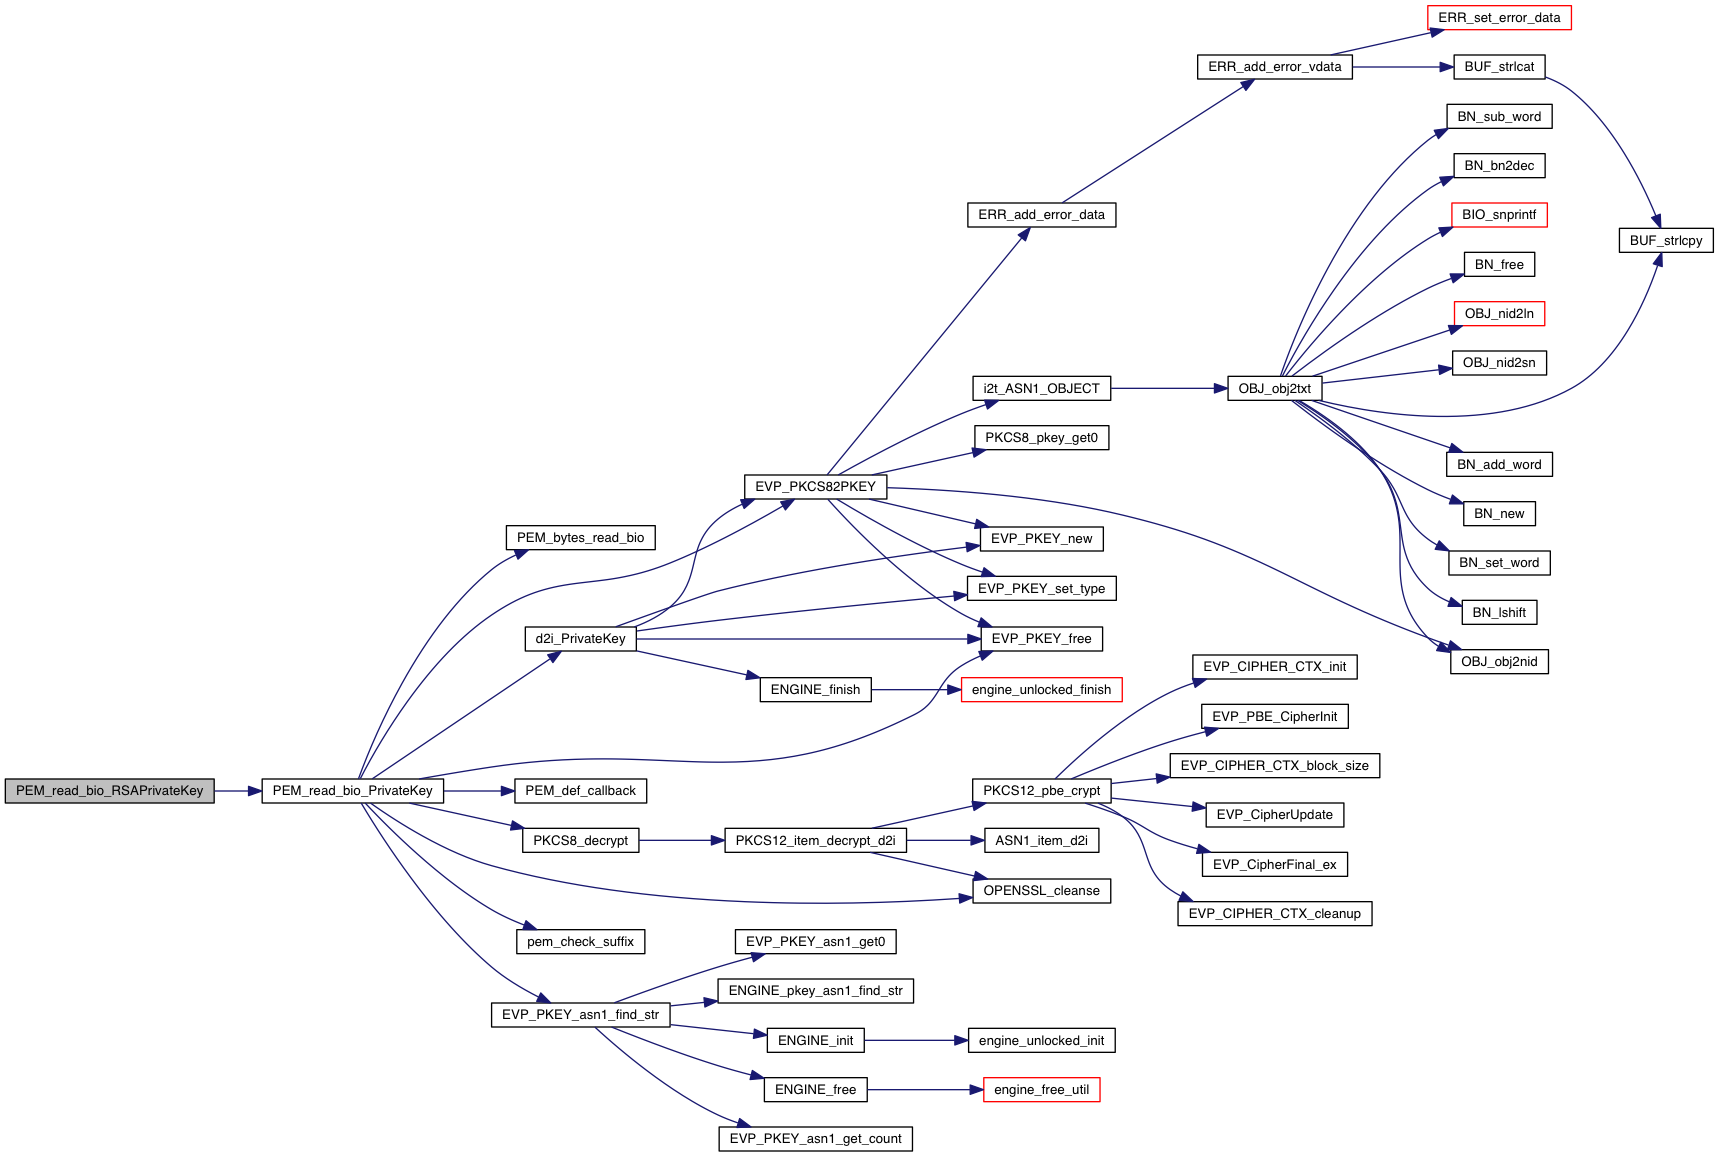 ERR_set_error_data
ERR_add_error_vdata
BUF_strlcat
BN_sub_word
BN_bn2dec
ERR_add_error_data
BIO_snprintf
BUF_strlcpy
BN_free
OBJ_nid2ln
OBJ_nid2sn
i2t_ASN1_OBJECT
OBJ_obj2txt
PKCS8_pkey_get0
BN_add_word
EVP_PKCS82PKEY
BN_new
PEM_bytes_read_bio
EVP_PKEY_new
BN_set_word
EVP_PKEY_set_type
BN_lshift
d2i_PrivateKey
EVP_PKEY_free
OBJ_obj2nid
EVP_CIPHER_CTX_init
ENGINE_finish
engine_unlocked_finish
EVP_PBE_CipherInit
EVP_CIPHER_CTX_block_size
PEM_read_bio_RSAPrivateKey
PEM_read_bio_PrivateKey
PEM_def_callback
PKCS12_pbe_crypt
EVP_CipherUpdate
PKCS8_decrypt
PKCS12_item_decrypt_d2i
ASN1_item_d2i
EVP_CipherFinal_ex
OPENSSL_cleanse
EVP_CIPHER_CTX_cleanup
pem_check_suffix
EVP_PKEY_asn1_get0
ENGINE_pkey_asn1_find_str
EVP_PKEY_asn1_find_str
ENGINE_init
engine_unlocked_init
ENGINE_free
engine_free_util
EVP_PKEY_asn1_get_count